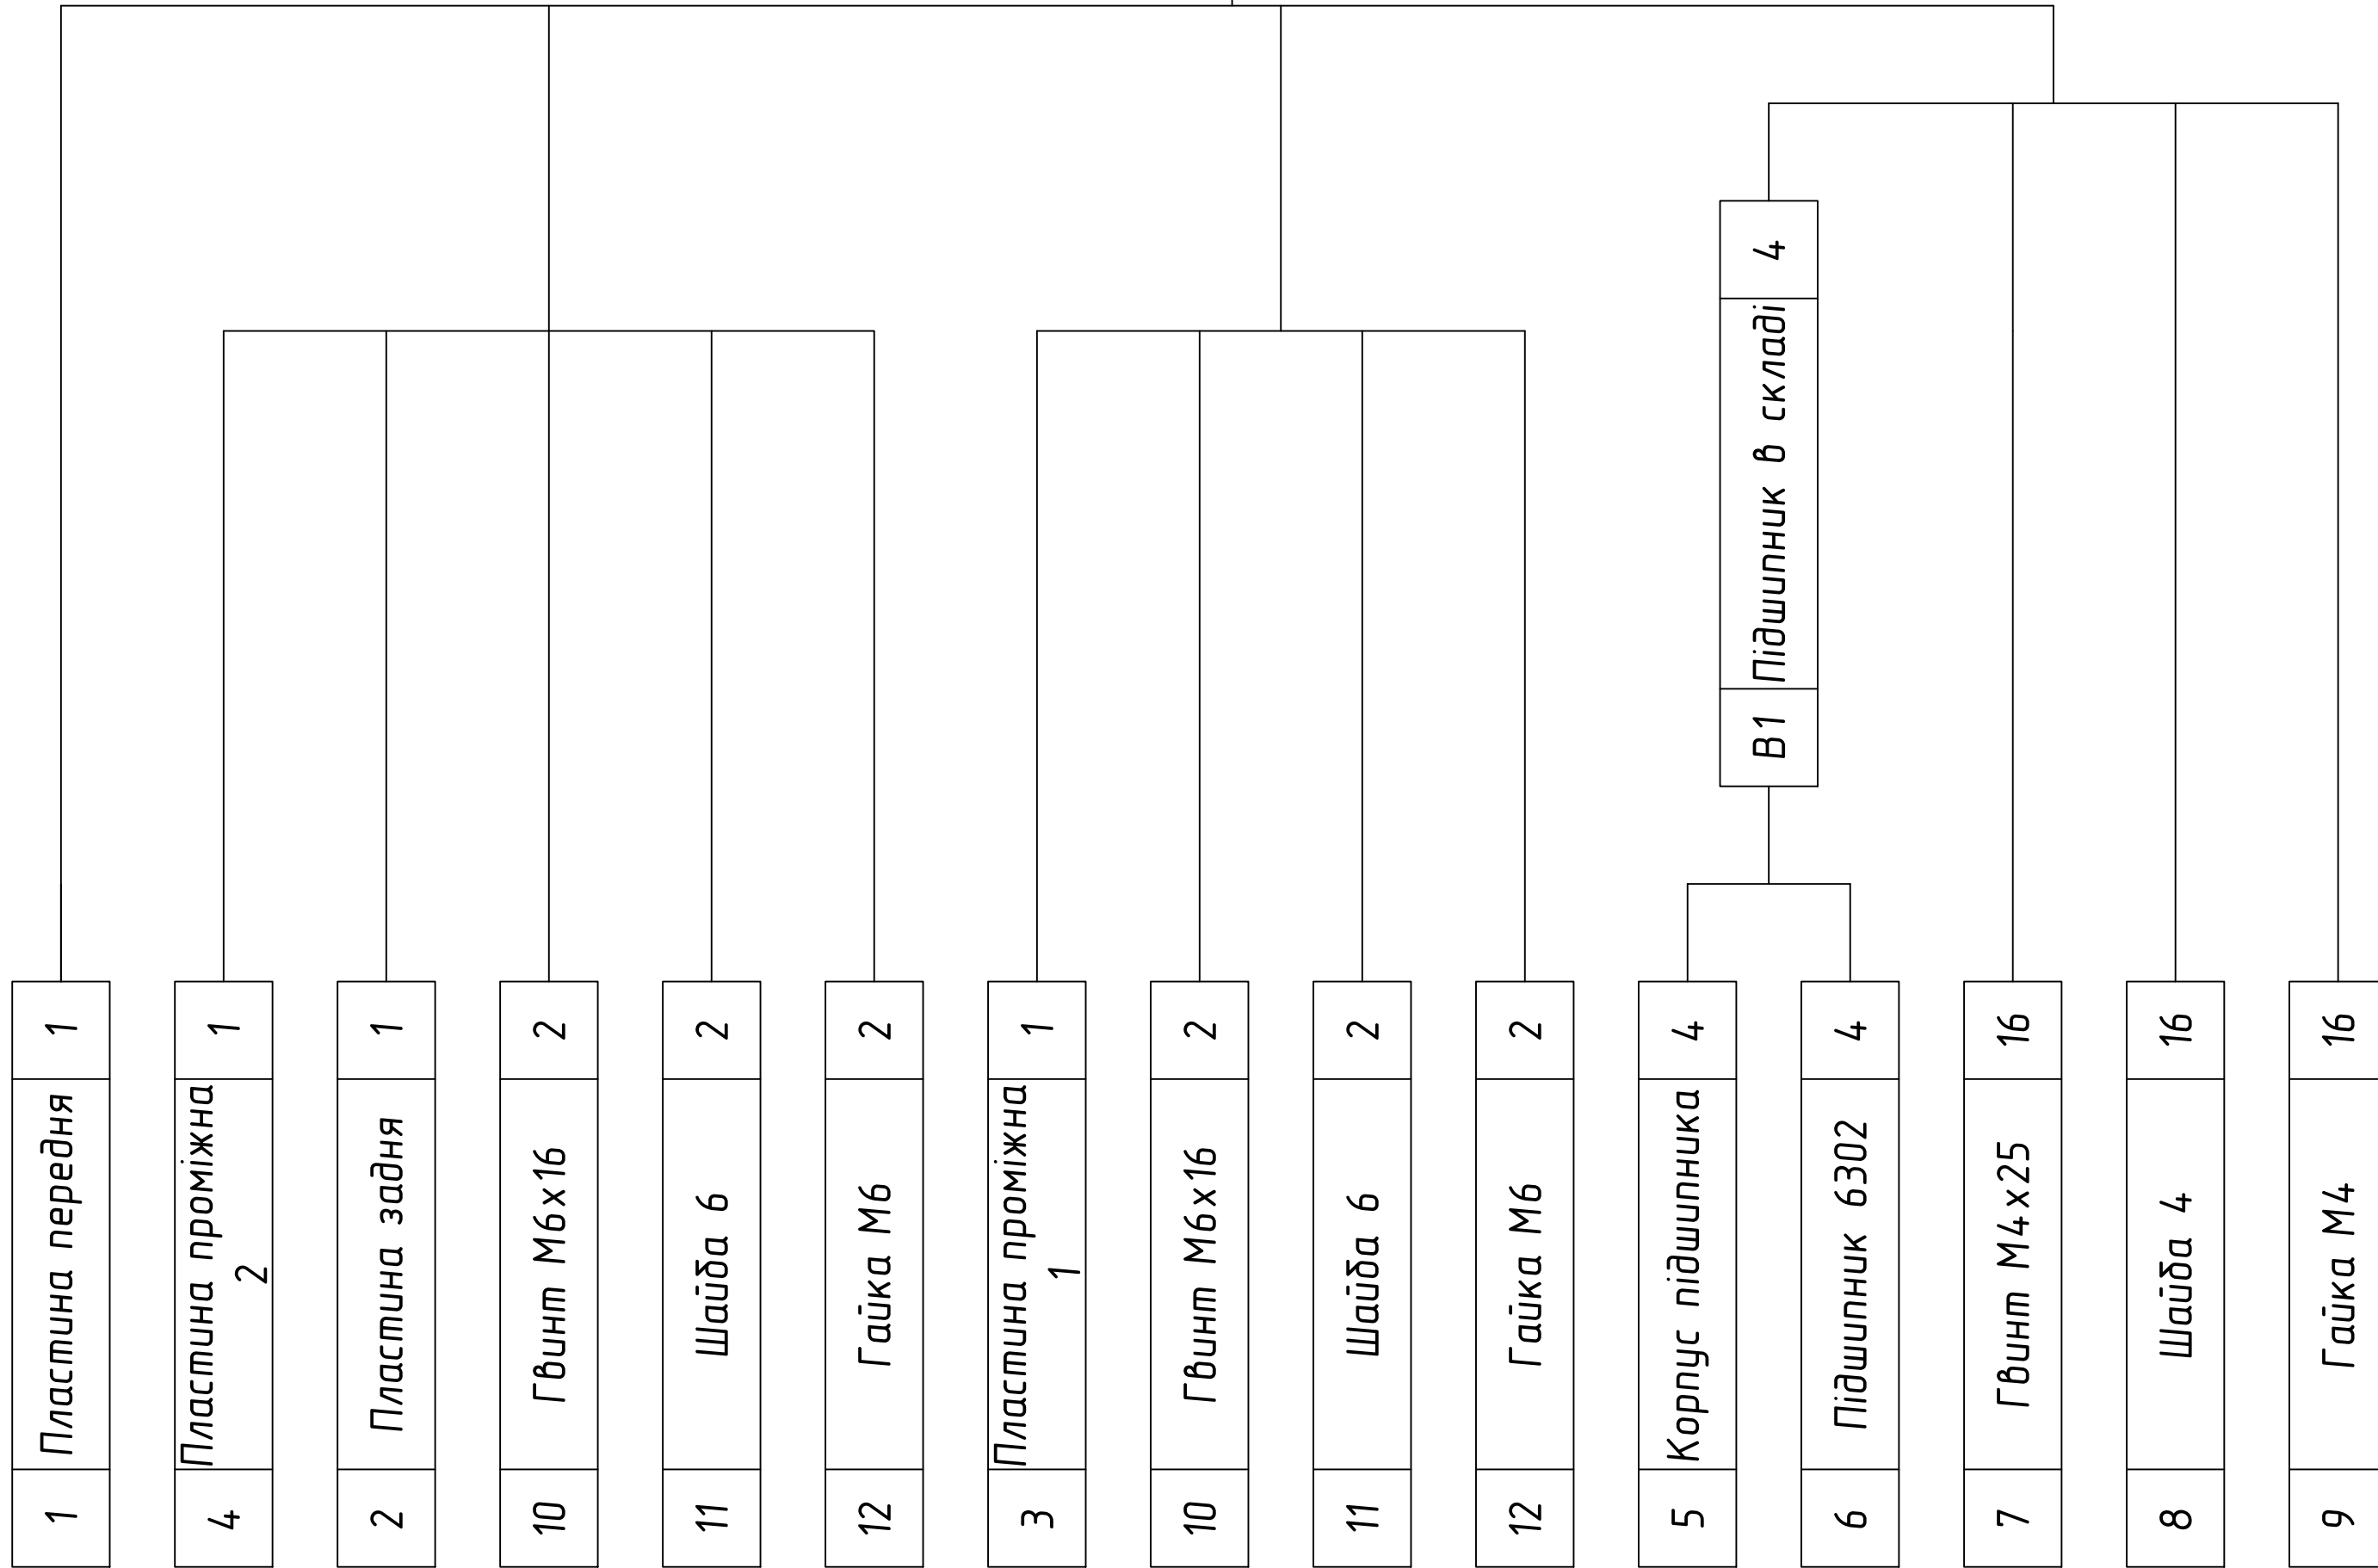 В1 Підшипник в складі 4
1 Пластина передня 1
4 Пластина проміжна 1
2
2 Пластина задня 1
10 Гвинт М6х16 2
11 Шайба 6 2
12 Гайка М6 2
3 Пластина проміжна 1
1
10 Гвинт М6х16 2
11 Шайба 6 2
12 Гайка М6 2
5 Корпус підшипника 4
6 Підшипник 6302 4
7 Гвинт М4х25 16
8 Шайба 4 16
9 Гайка М4 16